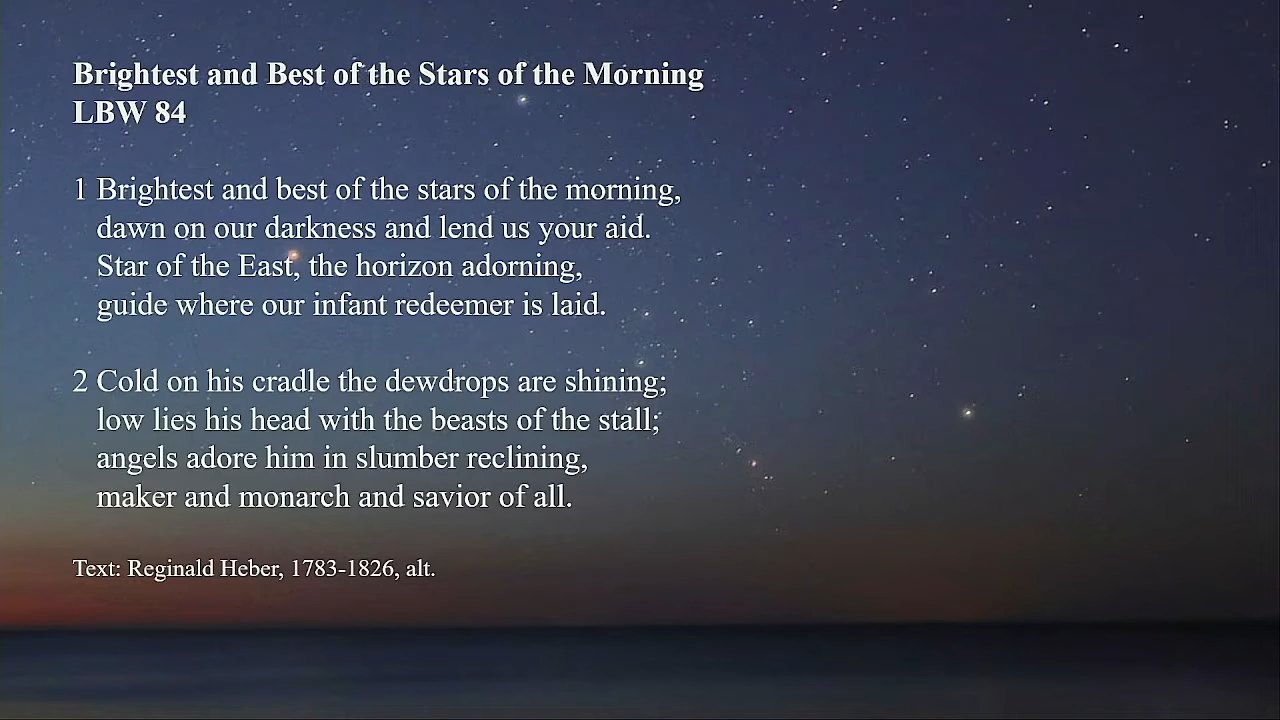 Brightest and Best of the Stars of the Morning
LBW 84
1 Brightest and best of the stars of the morning,
dawn on our darkness and lend us your aid.
Star of the East, the horizon adorning,
guide where our infant redeemer is laid.
2 Cold on his cradle the dewdrops are shining;
low lies his head with the beasts of the stall;
angels adore him in slumber reclining,
maker and monarch and savior of all.
Text: Reginald Heber, 1783-1826, alt.